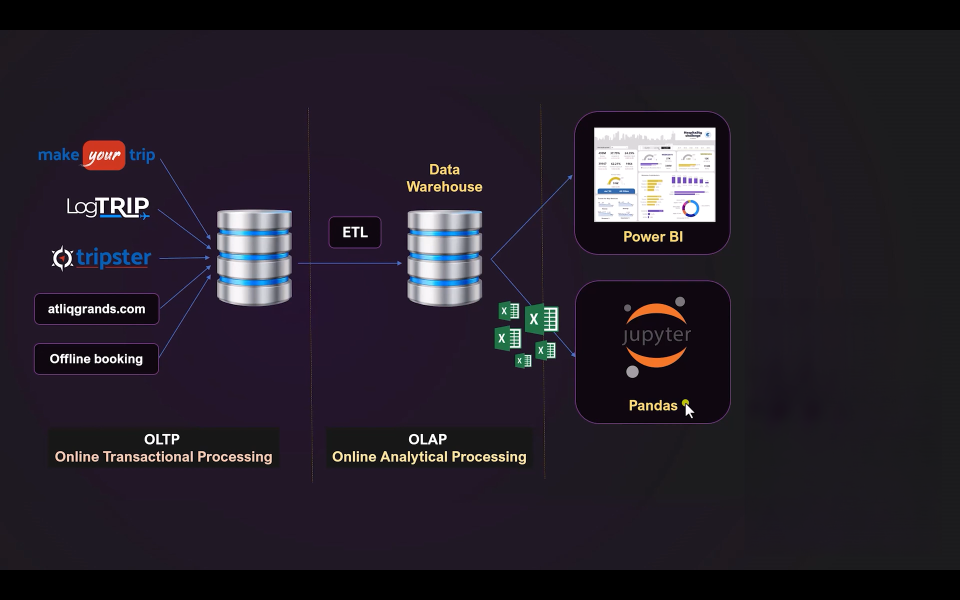 make your trip
LogTRIP
tripster
atliqgrands.com
Offline booking
ETL
Data
Warehouse
Power BI
jupyter
Pandas
OLTP
Online Transactional Processing
OLAP
Online Analytical Processing